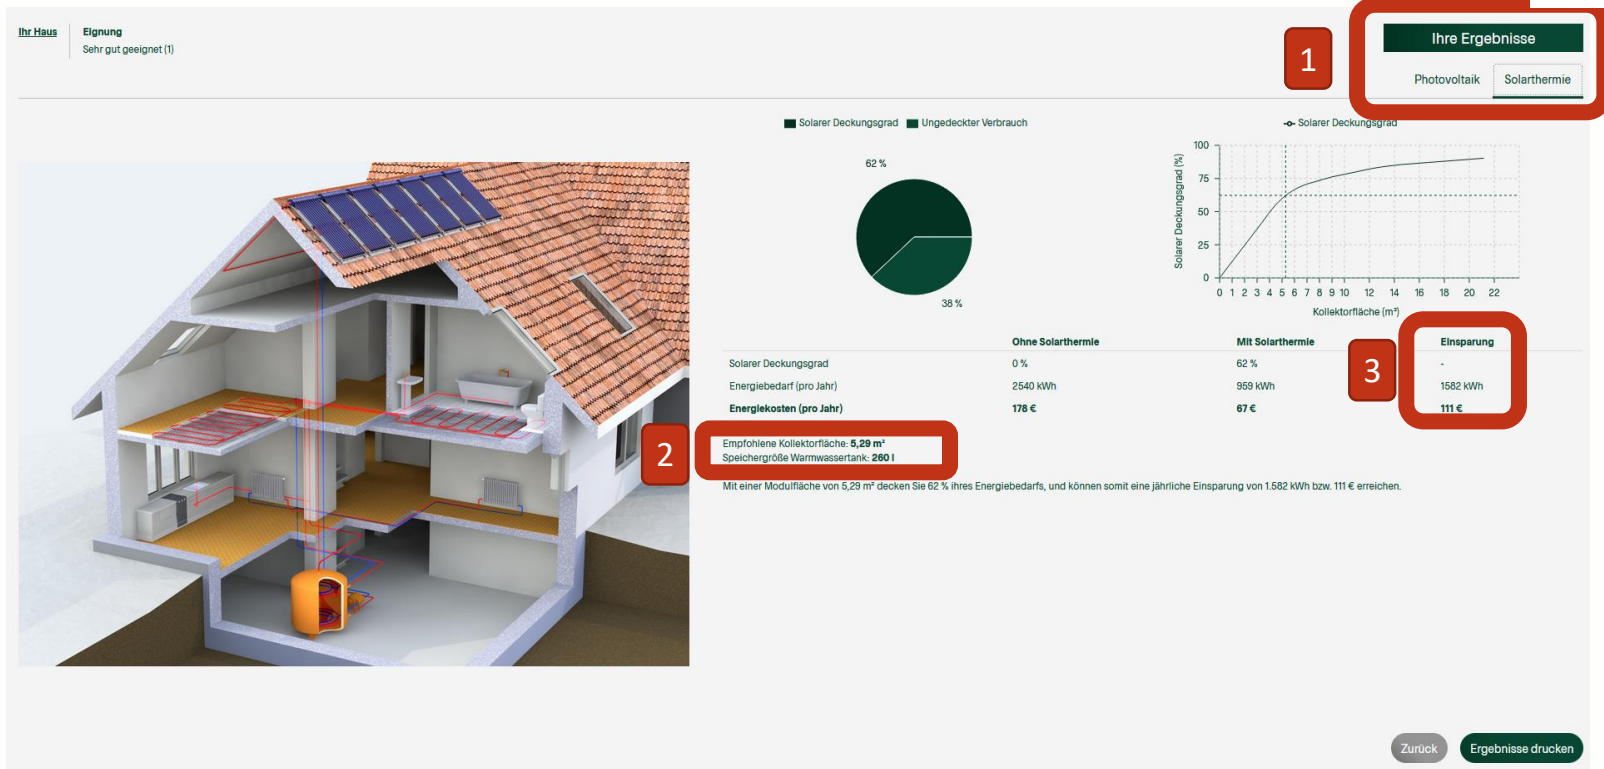 Ihr Haus
Eignung
Sehr gut geeignet (1)
1
Ihre Ergebnisse
Photovoltaik Solarthermie
Solarer Deckungsgrad Ungedeckter Verbrauch
62 %
38 %
Solarer Deckungsgrad
Solarer Deckungsgrad (%)
100
75
50
25
0
0 1 2 3 4 5 6 7 8 9 10 12 14 16 18 20 22
Kollektorfläche (m²)
Ohne Solarthermie Mit Solarthermie Einsparung
Solarer Deckungsgrad 0 % 62 % -
Energiebedarf (pro Jahr) 2540 kWh 959 kWh 1582 kWh
Energiekosten (pro Jahr) 178 € 67 € 111 €
3
2
Empfohlene Kollektorfläche: 5,29 m²
Speichergröße Warmwassertank: 260 l
Mit einer Modulfläche von 5,29 m² decken Sie 62 % ihres Energiebedarfs, und können somit eine jährliche Einsparung von 1.582 kWh bzw. 111 € erreichen.
Zurück
Ergebnisse drucken